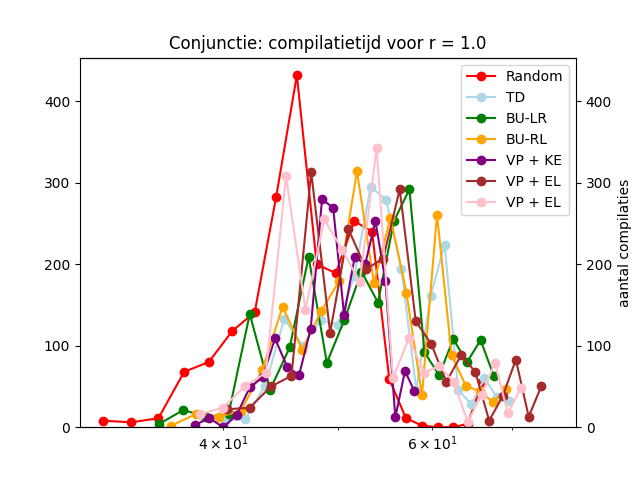 Conjunctie: compilatietijd voor r = 1.0
400
300
200
100
0
400
300
200
100
0
aantal compilaties
4 × 10¹
6 × 10¹
Random
TD
BU-LR
BU-RL
VP + KE
VP + EL
VP + EL